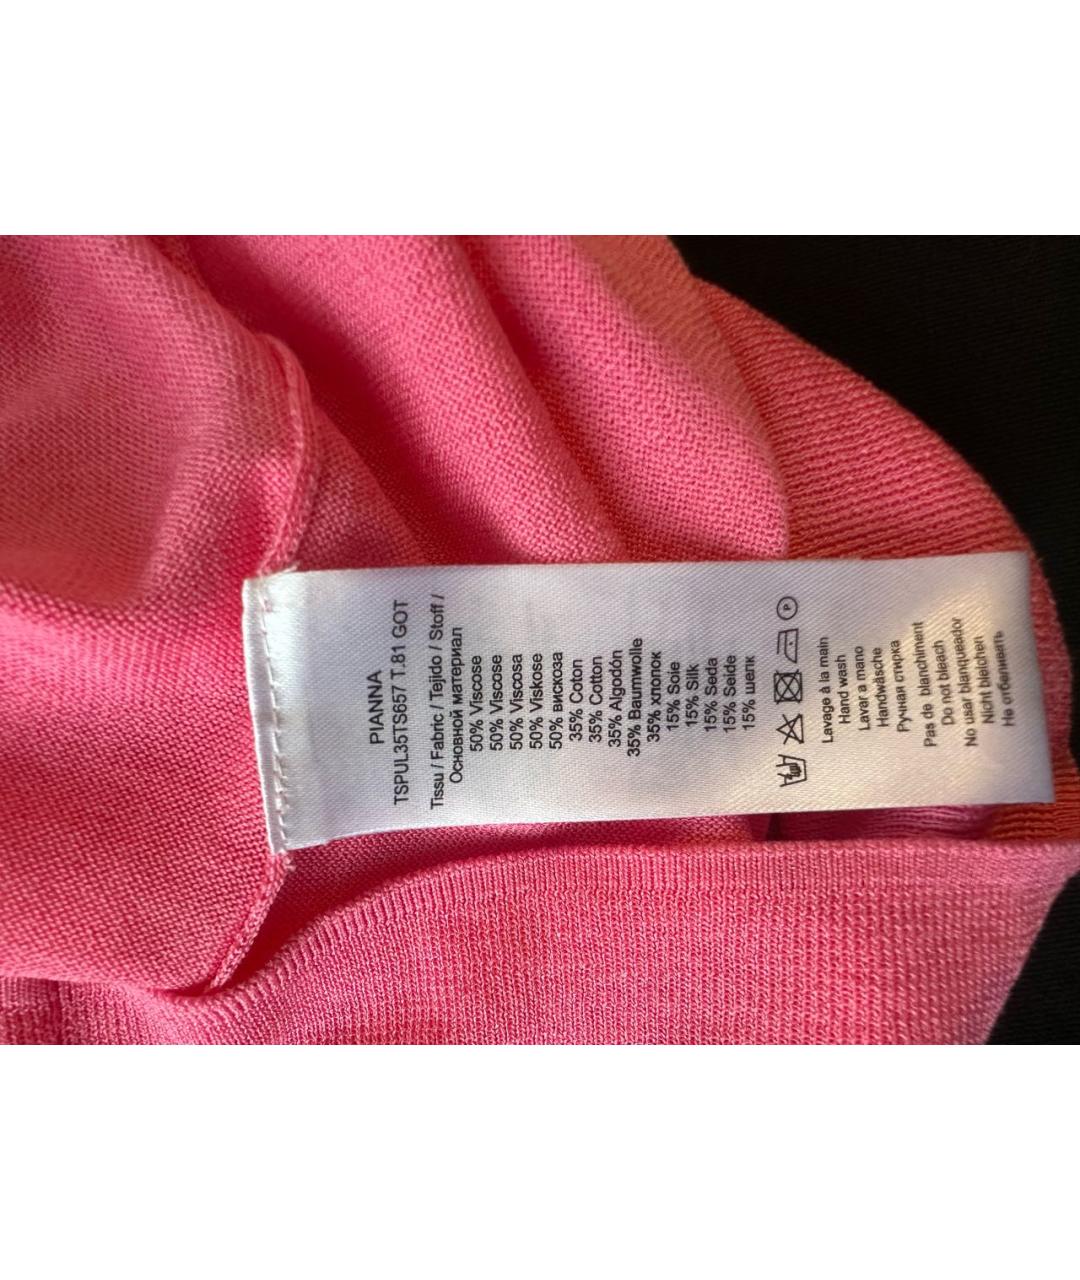 PIANNA
TSPUL35TS657 T.81 GOT
Tissu / Fabric / Tejido / Stoff /
Основной материал
50% Viscose
50% Viscose
50% Viscosa
50% Viskose
50% вискоза
35% Coton
35% Cotton
35% Algodón
35% Baumwolle
35% хлопок
15% Soie
15% Silk
15% Seda
15% Seide
15% шелк
P
Lavage à la main
Hand wash
Lavar a mano
Handwäsche
Ручная стирка
Pas de blanchiment
Do not bleach
No usar blanqueador
Nicht bleichen
Не отбеливать